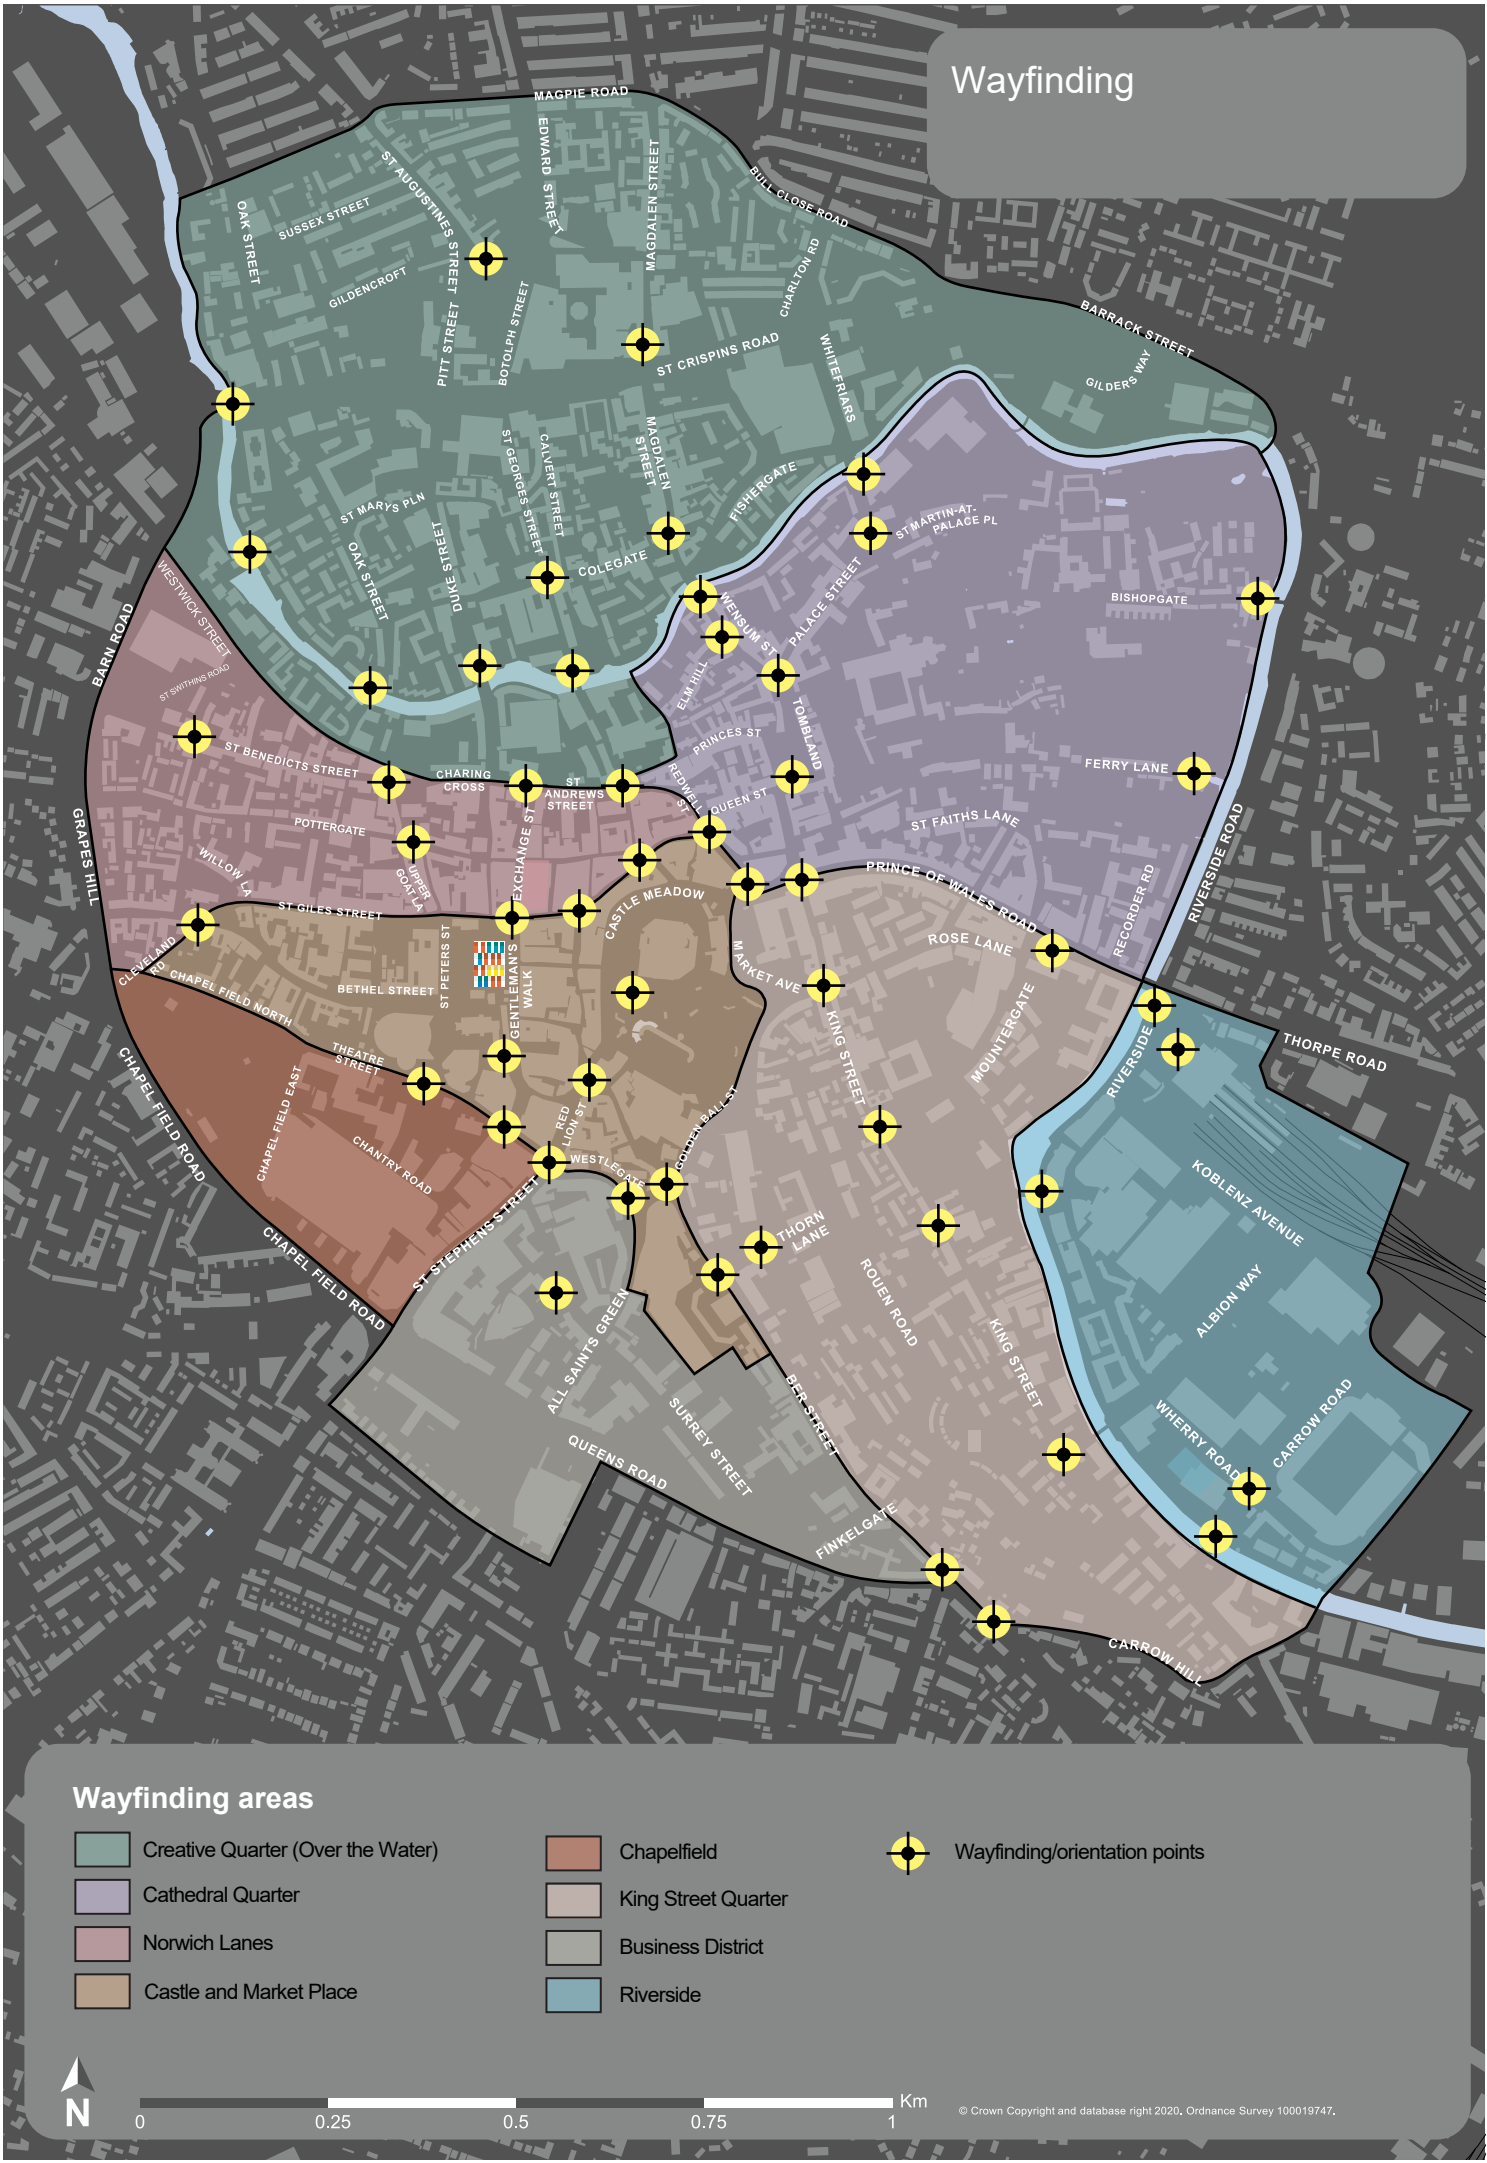 Wayfinding
MAGPIE ROAD
EDWARD STREET
MAGDALEN STREET
ST AUGUSTINES STREET
BULL CLOSE ROAD
OAK STREET
SUSSEX STREET
GILDENCROFT
PITT STREET
BOTOLPH STREET
CHARLTON RD
ST CRISPINS ROAD
WHITEFRIARS
BARRACK STREET
GILDERS WAY
MAGDALEN
STREET
ST GEORGES STREET
CALVERT STREET
FISHERGATE
ST MARYS PLN
DUKE STREET
OAK STREET
COLEGATE
ST MARTIN-AT-
PALACE PL
PALACE STREET
WENSUM ST
BISHOPGATE
WESTWICK STREET
BARN ROAD
ST SWITHINS ROAD
ELM HILL
TOMBLAND
PRINCES ST
ST BENEDICTS STREET
CHARING
CROSS
ST
ANDREWS
STREET
REDWELL
ST
QUEEN ST
FERRY LANE
ST FAITHS LANE
GRAPES HILL
POTTERGATE
WILLOW LA
UPPER
GOAT LA
EXCHANGE ST
RIVERSIDE ROAD
PRINCE OF WALES ROAD
RECORDER RD
ST GILES STREET
CASTLE MEADOW
ROSE LANE
CLEVELAND
RD
CHAPEL FIELD NORTH
BETHEL STREET
ST PETERS ST
GENTLEMAN'S
WALK
MARKET AVE
KING STREET
MOUNTERGATE
THEATRE
STREET
RIVERSIDE
THORPE ROAD
CHAPEL FIELD ROAD
CHAPEL FIELD EAST
CHANTRY ROAD
RED
LION ST
GOLDEN BALL ST
WESTLEGATE
ST STEPHENS STREET
KOBLENZ AVENUE
THORN
LANE
CHAPEL FIELD ROAD
ROUEN ROAD
ALBION WAY
KING STREET
ALL SAINTS GREEN
BER STREET
SURREY STREET
QUEENS ROAD
WHERRY ROAD
CARROW ROAD
FINKELGATE
CARROW HILL
Wayfinding areas
Creative Quarter (Over the Water)
Cathedral Quarter
Norwich Lanes
Castle and Market Place
Chapelfield
King Street Quarter
Business District
Riverside
Wayfinding/orientation points
N
0 0.25 0.5 0.75 1 Km
© Crown Copyright and database right 2020. Ordnance Survey 100019747.